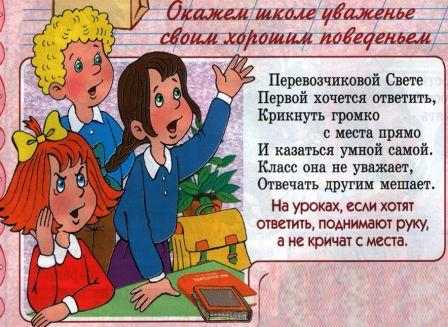 Окажем школе уваженье
своим хорошим поведеньем
Перевозчиковой Свете
Первой хочется ответить,
Крикнуть громко
с места прямо
И казаться умной самой.
Класс она не уважает,
Отвечать другим мешает.
На уроках, если хотят
ответить, поднимают руку,
а не кричат с места.